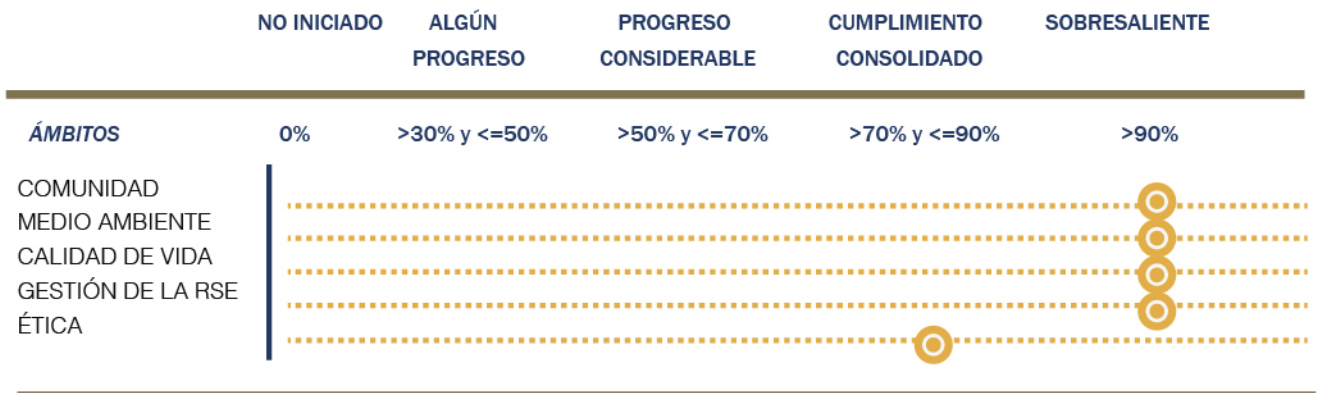 NO INICIADO ALGÚN PROGRESO CONSIDERABLE CUMPLIMIENTO CONSOLIDADO SOBRESALIENTE
PROGRESO
ÁMBITOS 0% >30% y <=50% >50% y <=70% >70% y <=90% >90%
COMUNIDAD
MEDIO AMBIENTE
CALIDAD DE VIDA
GESTIÓN DE LA RSE
ÉTICA